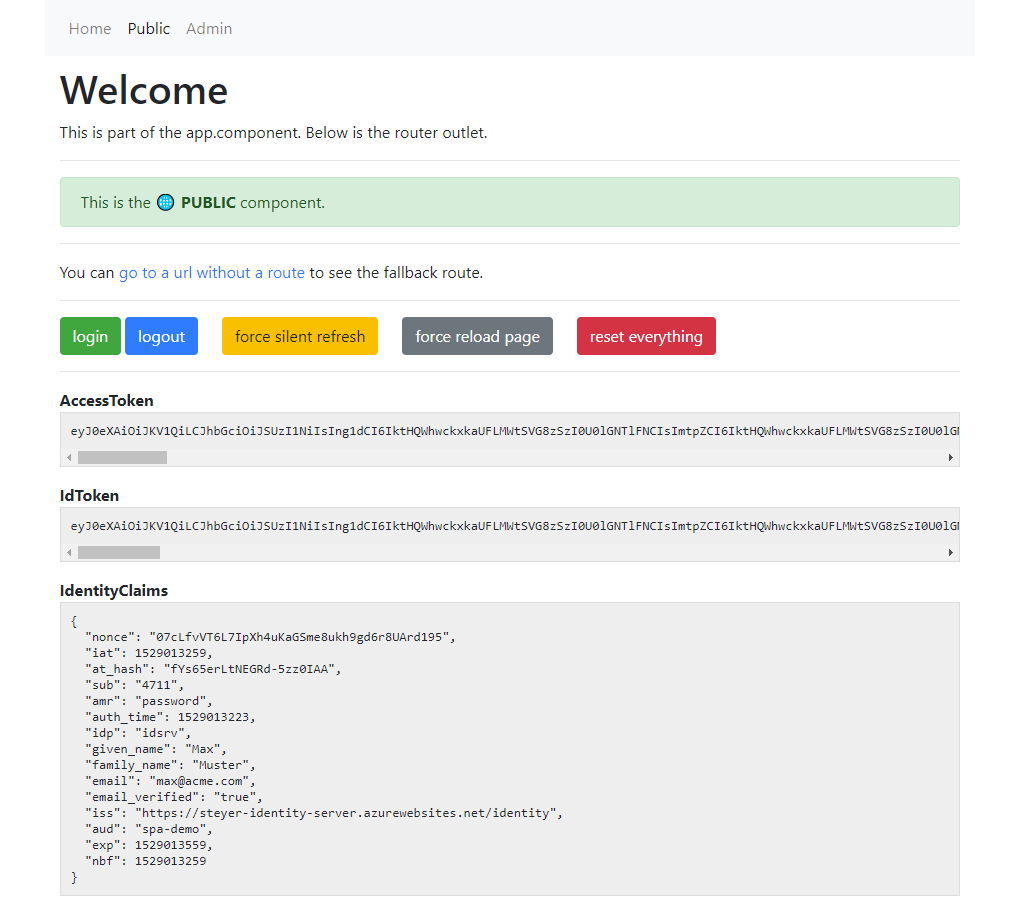 Home Public Admin
Welcome
This is part of the app.component. Below is the router outlet.
This is the 🌐 PUBLIC component.
You can go to a url without a route to see the fallback route.
login logout force silent refresh force reload page reset everything
AccessToken
eyJ0eXAiOiJKV1QiLCJhbGciOiJSUzI1NiIsIng1dCI6IktHQWhwckxkaUFLMWtSVG8zSzI0U0lGNTlFNCIsImtpZCI6IktHQWhwckxkaUFLMWtSVG8zSzI0U0lGN
IdToken
eyJ0eXAiOiJKV1QiLCJhbGciOiJSUzI1NiIsIng1dCI6IktHQWhwckxkaUFLMWtSVG8zSzI0U0lGNTlFNCIsImtpZCI6IktHQWhwckxkaUFLMWtSVG8zSzI0U0lGN
IdentityClaims
{
  "nonce": "07cLfvVT6L7IpXh4uKaGSme8ukh9gd6r8UArd195",
  "iat": 1529013259,
  "at_hash": "fYs65erLtNEGRd-5zz0IAA",
  "sub": "4711",
  "amr": "password",
  "auth_time": 1529013223,
  "idp": "idsrv",
  "given_name": "Max",
  "family_name": "Muster",
  "email": "max@acme.com",
  "email_verified": "true",
  "iss": "https://steyer-identity-server.azurewebsites.net/identity",
  "aud": "spa-demo",
  "exp": 1529013559,
  "nbf": 1529013259
}